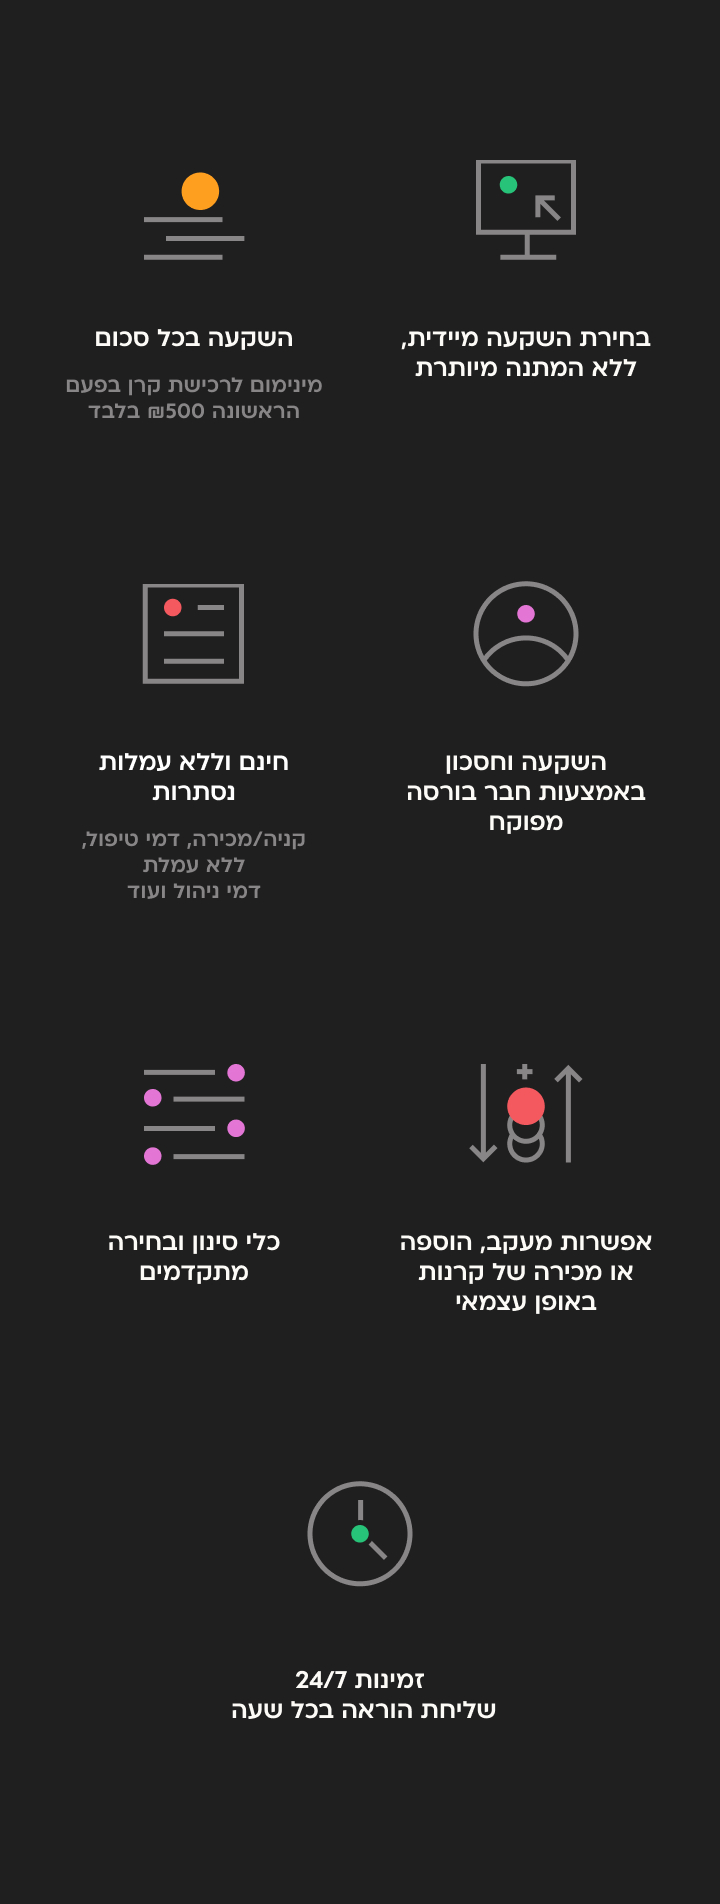 בחירת השקעה מיידית,
ללא המתנה מיותרת
השקעה בכל סכום
מינימום לרכישת קרן בפעם
הראשונה 500₪ בלבד
השקעה וחסכון
באמצעות חבר בורסה
מפוקח
חינם וללא עמלות
נסתרות
קניה/מכירה, דמי טיפול,
ללא עמלת
דמי ניהול ועוד
אפשרות מעקב, הוספה
או מכירה של קרנות
באופן עצמאי
כלי סינון ובחירה
מתקדמים
זמינות 24/7
שליחת הוראה בכל שעה